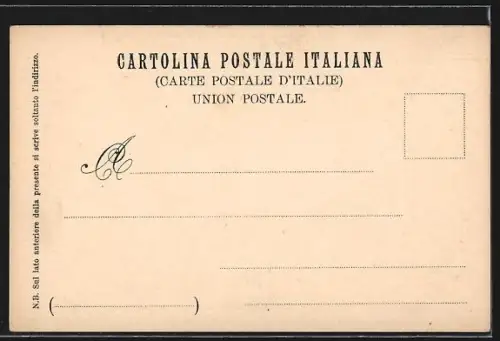 CARTOLINA POSTALE ITALIANA
(CARTE POSTALE D'ITALIE)
UNION POSTALE.
A
( )
N.B. Sul lato anteriore della presente si scrive soltanto l'indirizzo.